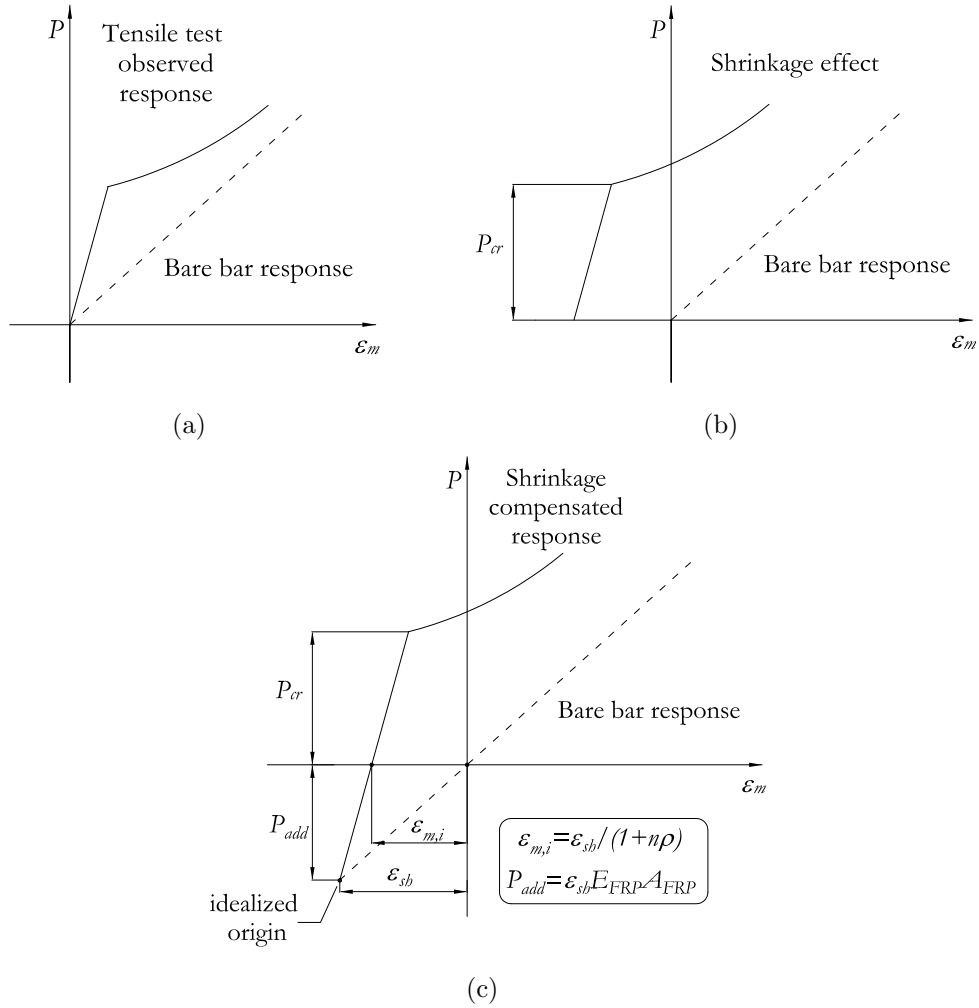 P
Tensile test
observed
response
Bare bar response
εm
(a)
P
Shrinkage effect
Pcr
Bare bar response
εm
(b)
P
Shrinkage
compensated
response
Pcr
Bare bar response
εm
Padd
εm,i
εsh
idealized
origin
εm,i=εsh/(1+nρ)
Padd=εshEFRPAFRP
(c)